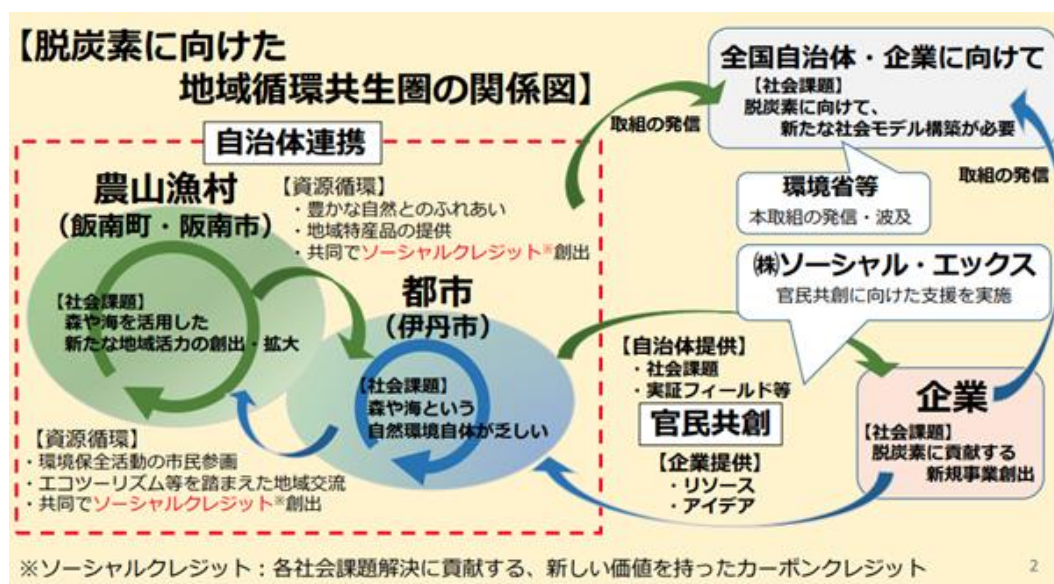 【脱炭素に向けた
地域循環共生圏の関係図】
自治体連携
農山漁村
（飯南町・阪南市）
【資源循環】
・豊かな自然とのふれあい
・地域特産品の提供
・共同でソーシャルクレジット※創出
【社会課題】
森や海を活用した
新たな地域活力の創出・拡大
都市
（伊丹市）
【社会課題】
森や海という
自然環境自体が乏しい
【資源循環】
・環境保全活動の市民参画
・エコツーリズム等を踏まえた地域交流
・共同でソーシャルクレジット※創出
取組の発信
全国自治体・企業に向けて
【社会課題】
脱炭素に向けて、
新たな社会モデル構築が必要
取組の発信
環境省等
本取組の発信・波及
㈱ソーシャル・エックス
官民共創に向けた支援を実施
【自治体提供】
・社会課題
・実証フィールド等
官民共創
【企業提供】
・リソース
・アイデア
企業
【社会課題】
脱炭素に貢献する
新規事業創出
※ソーシャルクレジット：各社会課題解決に貢献する、新しい価値を持ったカーボンクレジット
2